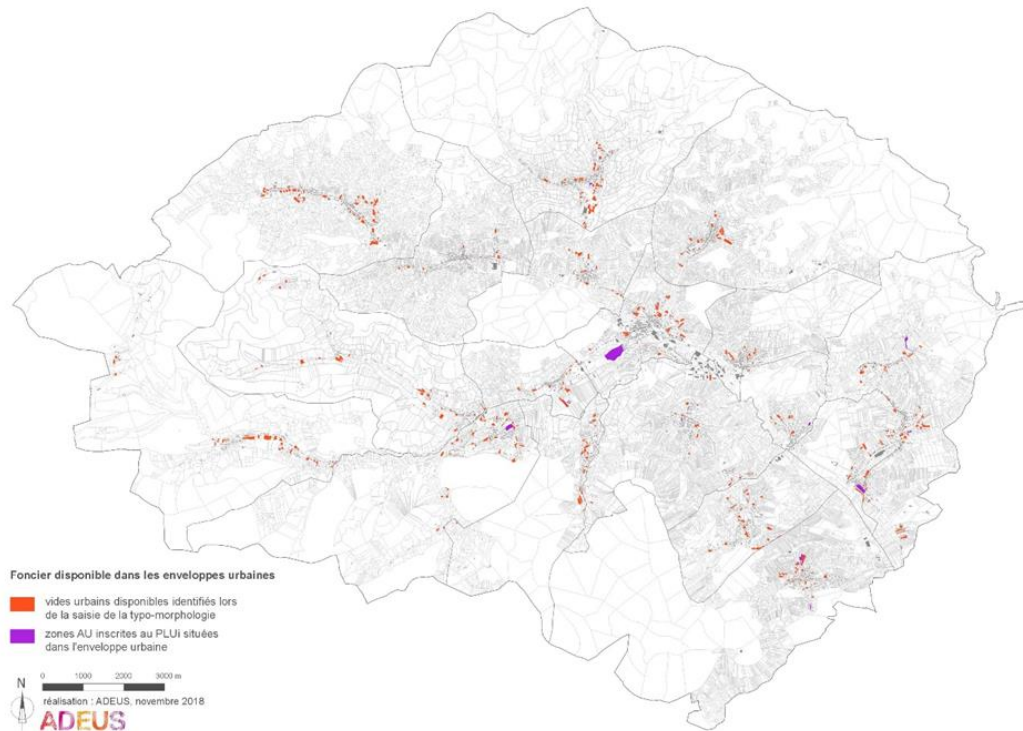 Foncier disponible dans les enveloppes urbaines
vides urbains disponibles identifiés lors
de la saisie de la typo-morphologie
zones AU inscrites au PLUi situées
dans l'enveloppe urbaine
N
0 1000 2000 3000 m
réalisation : ADEUS, novembre 2018
ADEUS